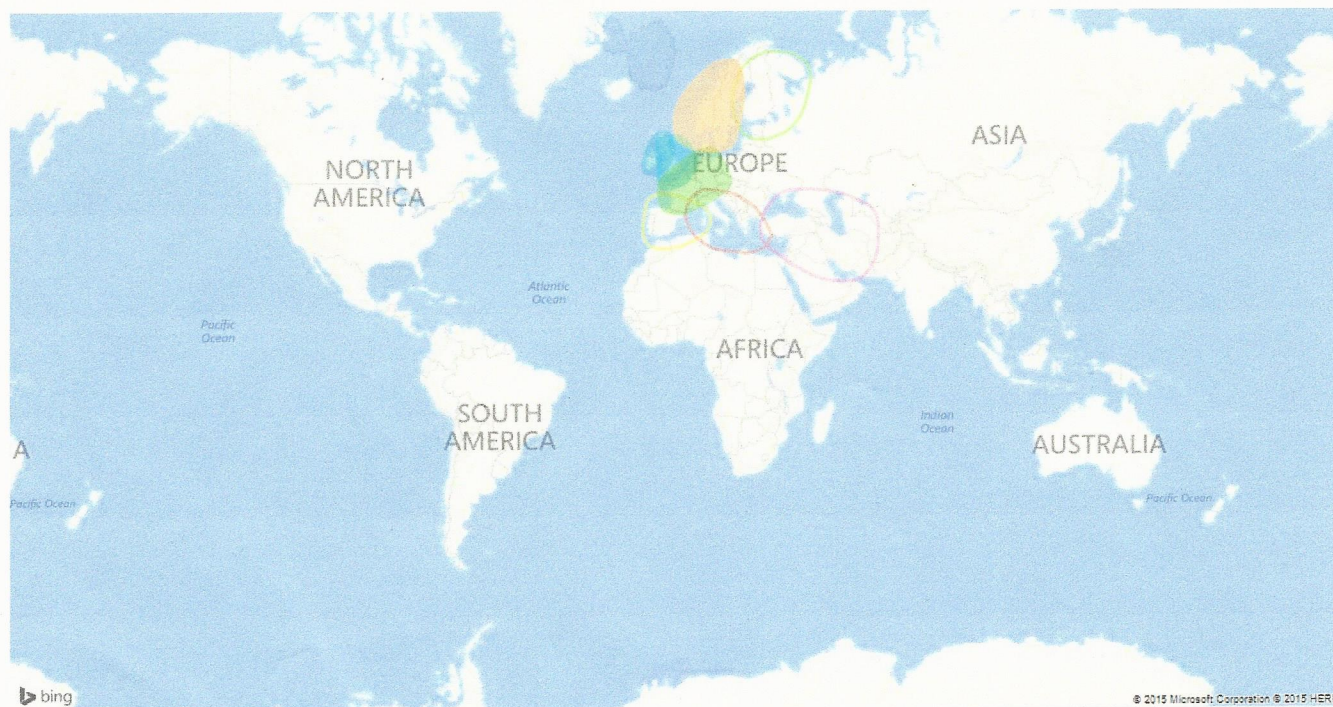 ASIA
EUROPE
NORTH
AMERICA
Atlantic
Ocean
Pacific
Ocean
AFRICA
SOUTH
AMERICA
Indian
Ocean
AUSTRALIA
A
Pacific Ocean
Pacific Ocean
bing
© 2015 Microsoft Corporation © 2015 HER